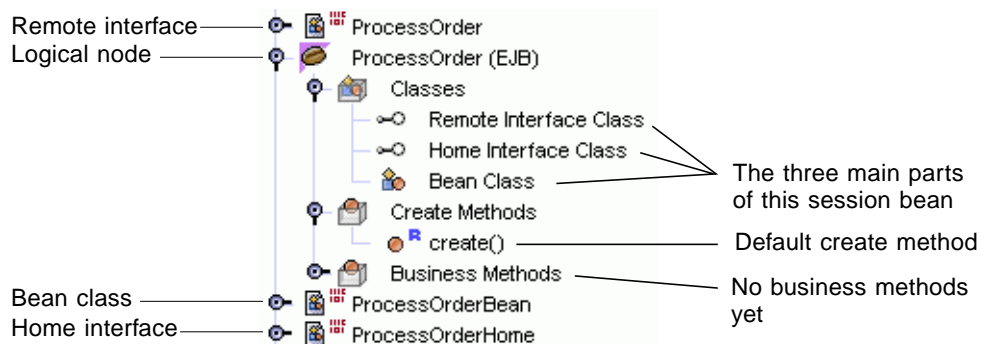 Remote interface
ProcessOrder
Logical node
ProcessOrder (EJB)
Classes
Remote Interface Class
Home Interface Class
Bean Class
The three main parts
of this session bean
Create Methods
R create()
Default create method
Business Methods
No business methods
yet
Bean class
ProcessOrderBean
Home interface
ProcessOrderHome